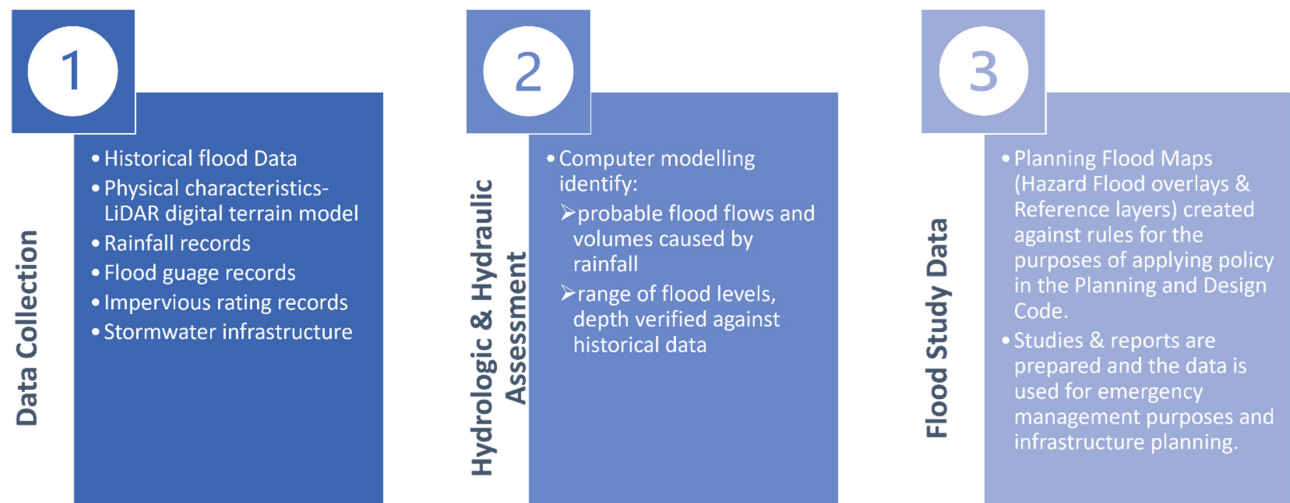 1
Data Collection
• Historical flood Data
• Physical characteristics-
LiDAR digital terrain model
• Rainfall records
• Flood guage records
• Impervious rating records
• Stormwater infrastructure
2
Hydrologic & Hydraulic
Assessment
• Computer modelling
identify:
➢probable flood flows and
volumes caused by
rainfall
➢range of flood levels,
depth verified against
historical data
3
Flood Study Data
• Planning Flood Maps
(Hazard Flood overlays &
Reference layers) created
against rules for the
purposes of applying policy
in the Planning and Design
Code.
• Studies & reports are
prepared and the data is
used for emergency
management purposes and
infrastructure planning.